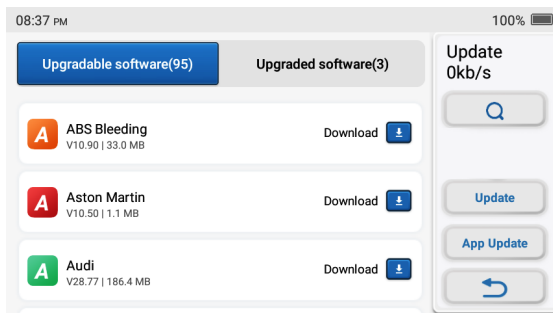 08:37 PM
100%
Upgradable software(95)
Upgraded software(3)
Update
0kb/s
A
ABS Bleeding
V10.90 | 33.0 MB
Download
A
Aston Martin
V10.50 | 1.1 MB
Download
Update
App Update
A
Audi
V28.77 | 186.4 MB
Download